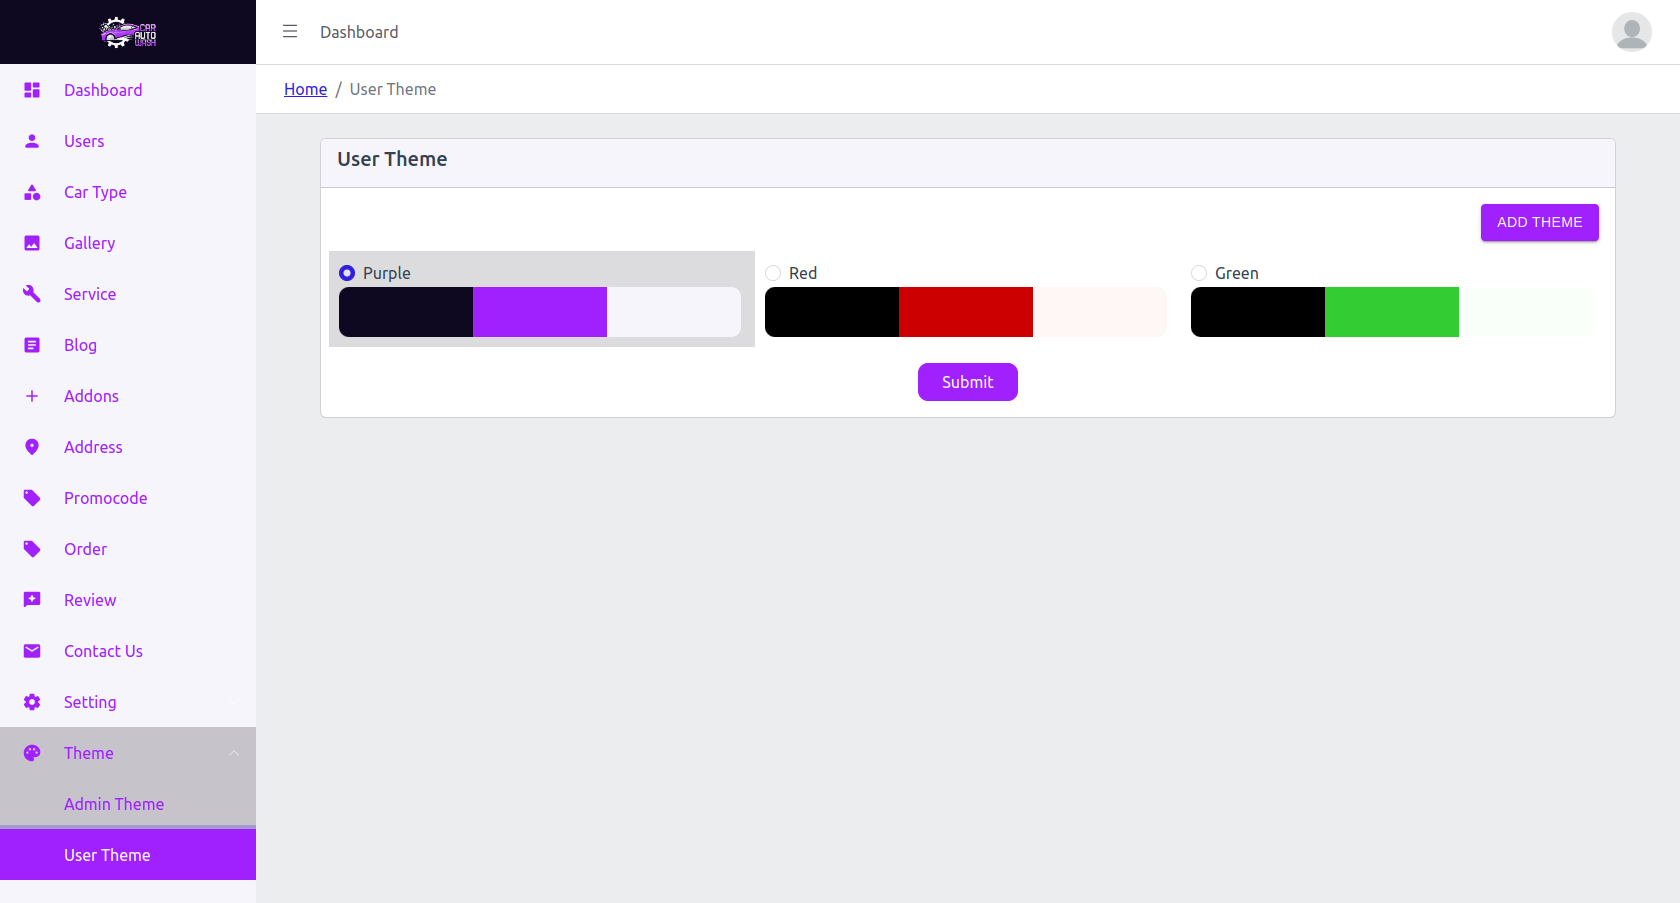 CAR
AUTO
WASH
Dashboard
Dashboard
Users
Car Type
Gallery
Service
Blog
Addons
Address
Promocode
Order
Review
Contact Us
Setting
Theme
Admin Theme
User Theme
Home / User Theme
User Theme
ADD THEME
Purple
Red
Green
Submit